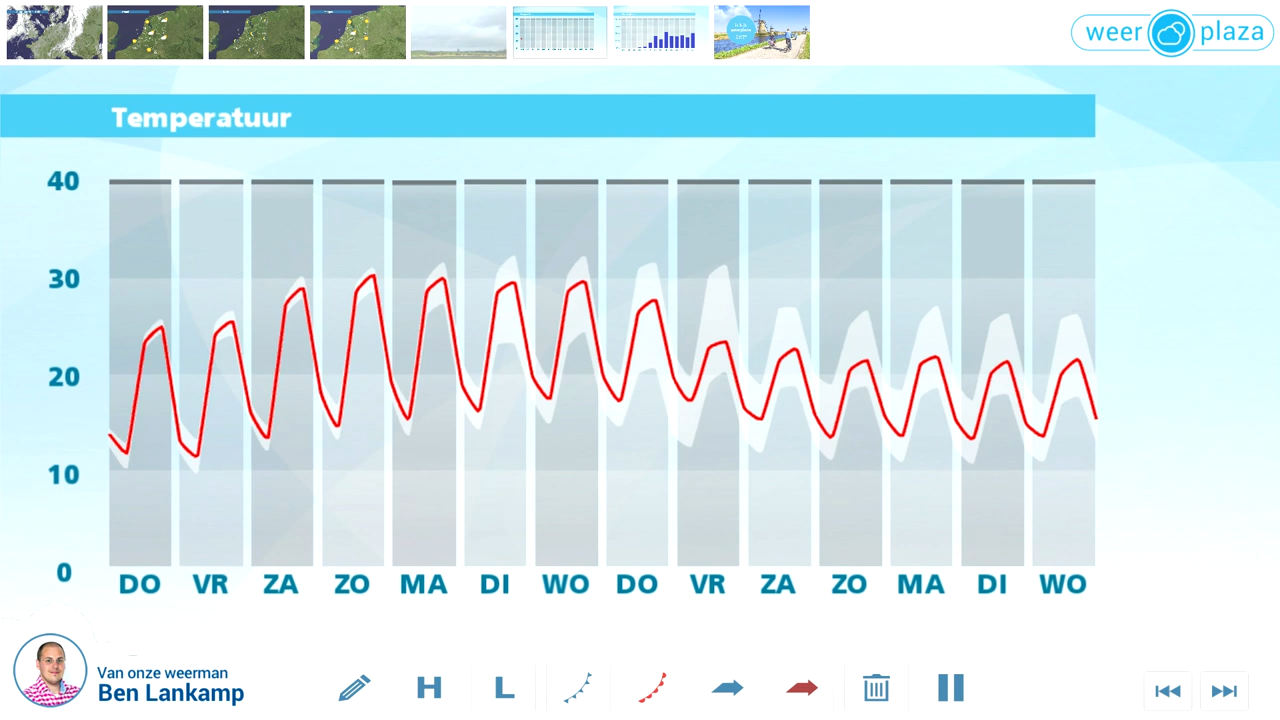 weer plaza
Temperatuur
40
30
20
10
0
DO VR ZA ZO MA DI WO DO VR ZA ZO MA DI WO
Van onze weerman
Ben Lankamp
H L